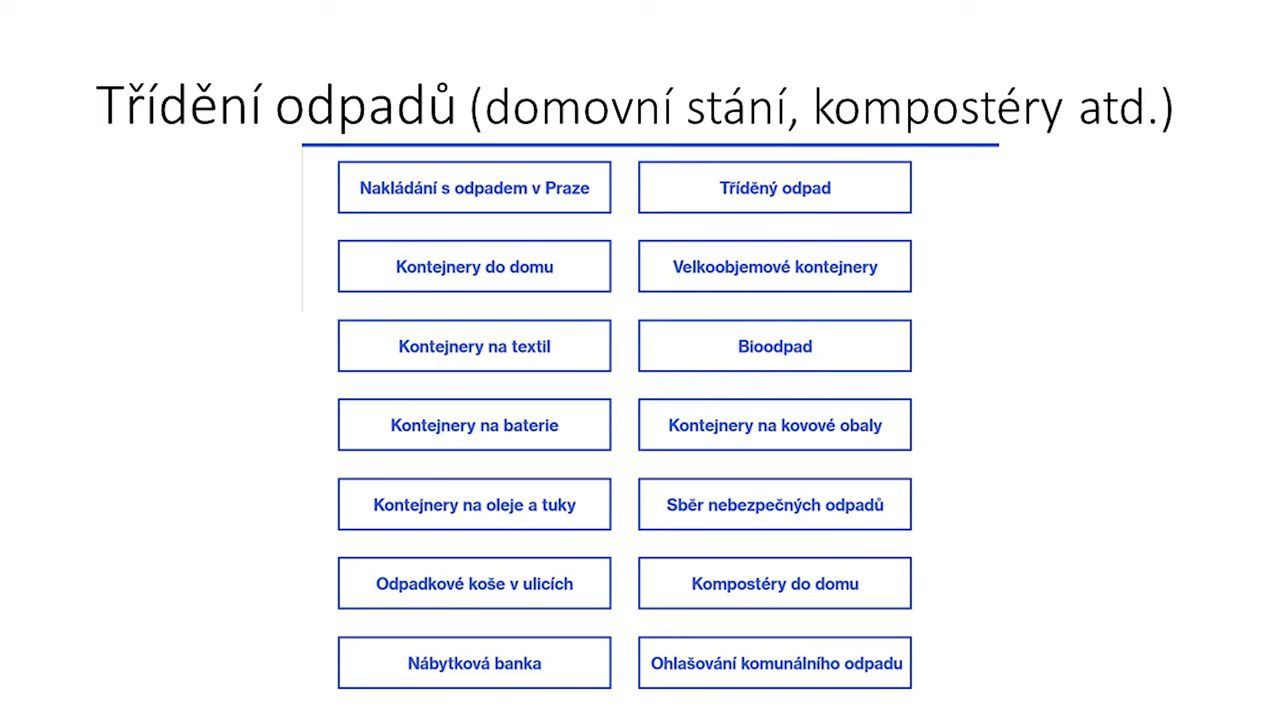 Třídění odpadů (domovní stání, kompostéry atd.)
Nakládání s odpadem v Praze
Tříděný odpad
Kontejnery do domu
Velkoobjemové kontejnery
Kontejnery na textil
Bioodpad
Kontejnery na baterie
Kontejnery na kovové obaly
Kontejnery na oleje a tuky
Sběr nebezpečných odpadů
Odpadkové koše v ulicích
Kompostéry do domu
Nábytková banka
Ohlašování komunálního odpadu